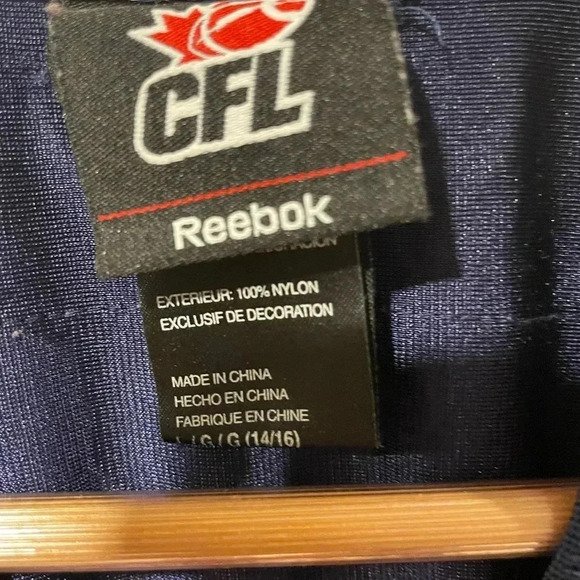 CFL
Reebok
EXTERIEUR: 100% NYLON
EXCLUSIF DE DECORATION
MADE IN CHINA
HECHO EN CHINA
FABRIQUE EN CHINE
L / G / G (14/16)